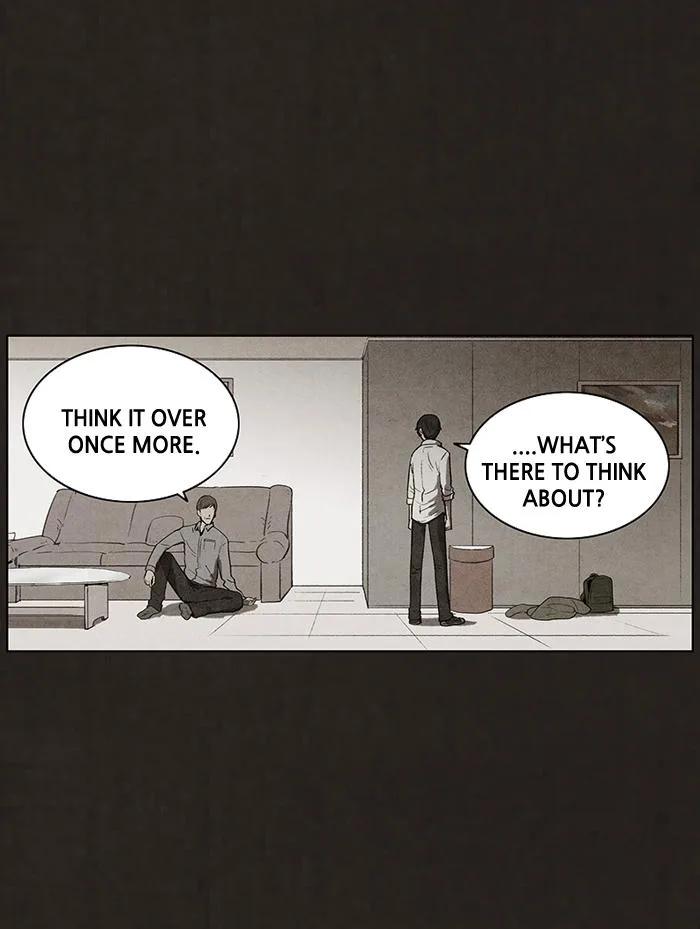 THINK IT OVER
ONCE MORE.
....WHAT'S
THERE TO THINK
ABOUT?